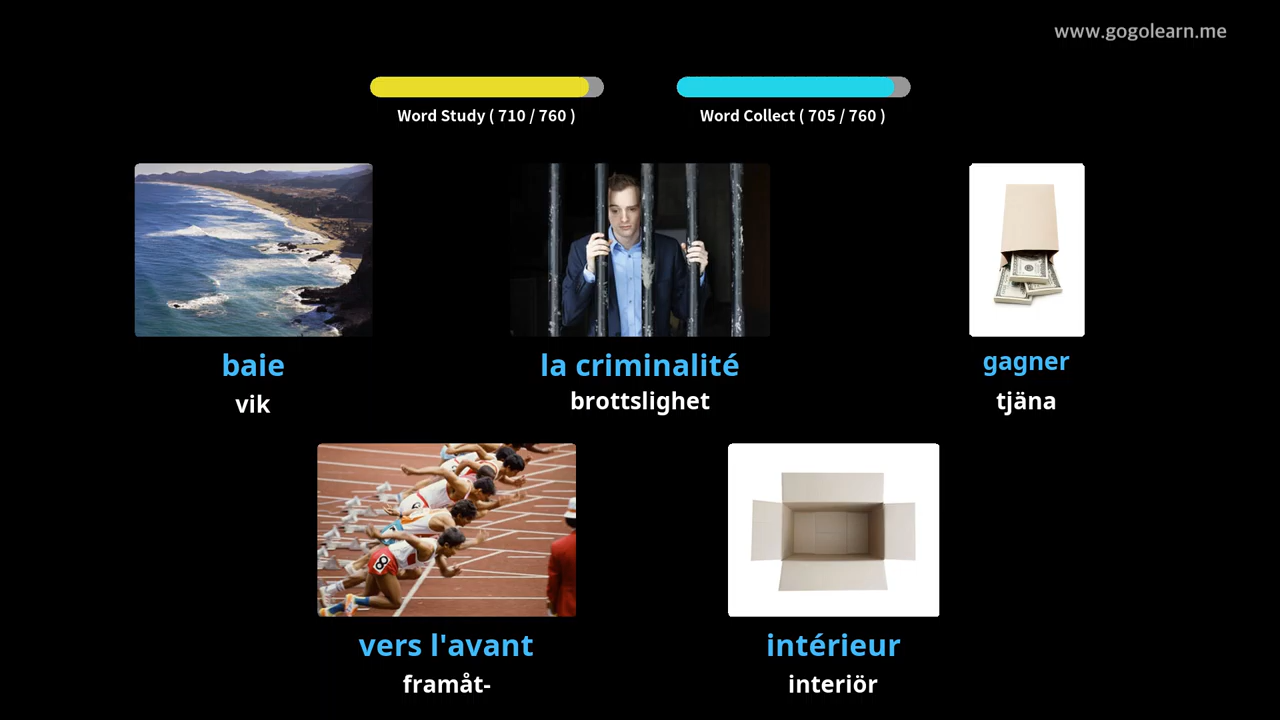 www.gogolearn.me
Word Study ( 710 / 760 )
Word Collect ( 705 / 760 )
baie
vik
la criminalité
brottslighet
gagner
tjäna
8
vers l'avant
framåt-
intérieur
interiör